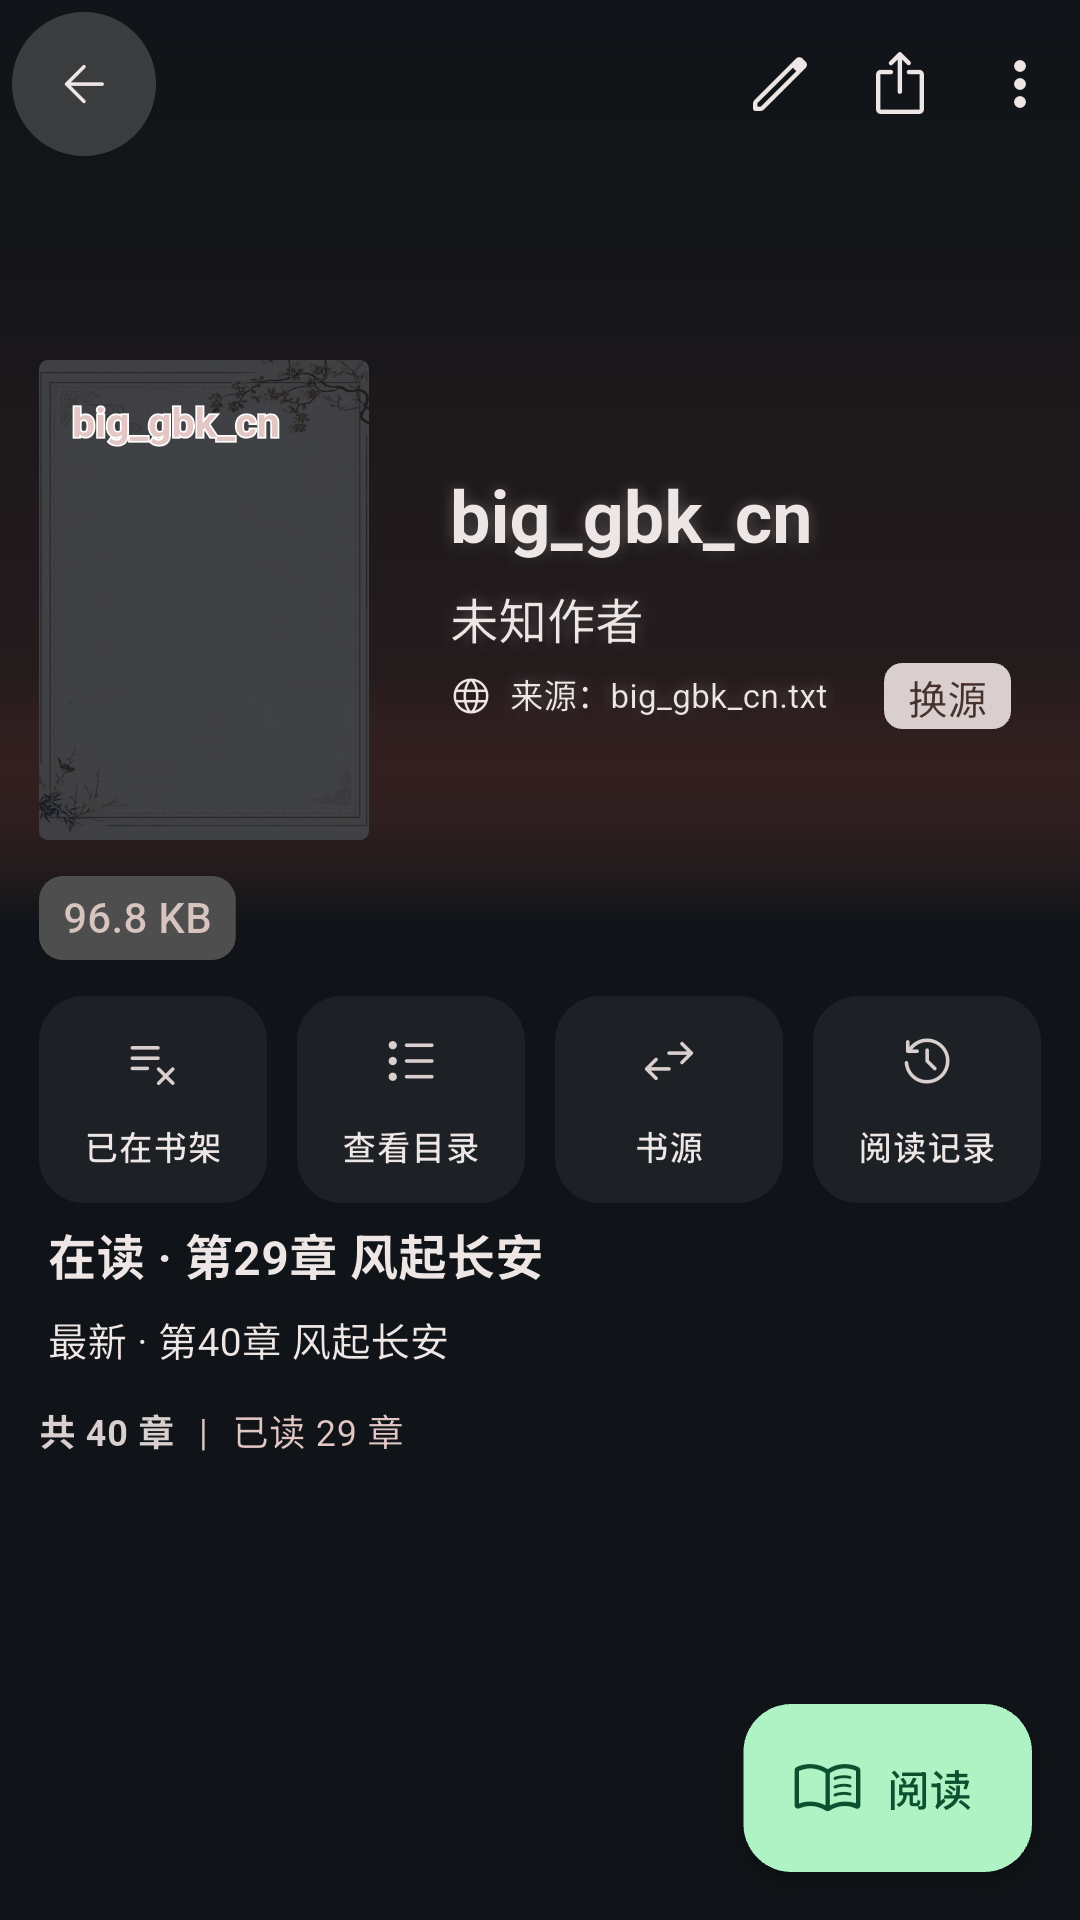 big_gbk_cn
big_gbk_cn
未知作者
来源：big_gbk_cn.txt
换源
96.8 KB
已在书架
查看目录
书源
阅读记录
在读 · 第29章 风起长安
最新 · 第40章 风起长安
共 40 章 | 已读 29 章
阅读